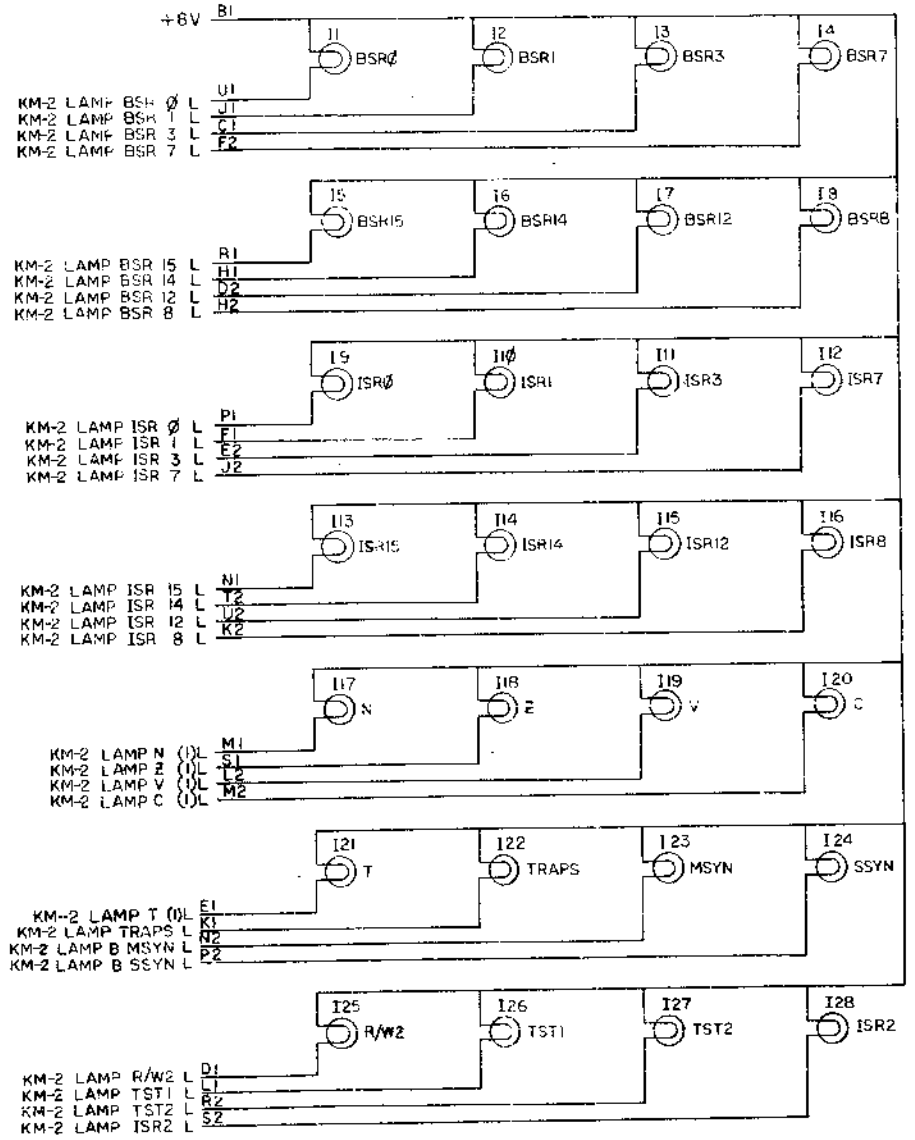 +8V B1
I1 I2 I3 I4
BSRØ BSR1 BSR3 BSR7
KM-2 LAMP BSR Ø L U1
KM-2 LAMP BSR 1 L J1
KM-2 LAMP BSR 3 L C1
KM-2 LAMP BSR 7 L F2
I5 I6 I7 I8
BSR15 BSR14 BSR12 BSR8
KM-2 LAMP BSR 15 L R1
KM-2 LAMP BSR 14 L H1
KM-2 LAMP BSR 12 L D2
KM-2 LAMP BSR 8 L H2
I9 I1Ø I11 I12
ISRØ ISR1 ISR3 ISR7
KM-2 LAMP ISR Ø L P1
KM-2 LAMP ISR 1 L F1
KM-2 LAMP ISR 3 L E2
KM-2 LAMP ISR 7 L J2
I13 I14 I15 I16
ISR15 ISR14 ISR12 ISR8
KM-2 LAMP ISR 15 L N1
KM-2 LAMP ISR 14 L T2
KM-2 LAMP ISR 12 L U2
KM-2 LAMP ISR 8 L K2
I17 I18 I19 I20
N Z V C
KM-2 LAMP N (1)L M1
KM-2 LAMP Z (1)L S1
KM-2 LAMP V (1)L L2
KM-2 LAMP C (1)L M2
I21 I22 I23 I24
T TRAPS MSYN SSYN
KM-2 LAMP T (1)L E1
KM-2 LAMP TRAPS L K1
KM-2 LAMP B MSYN L N2
KM-2 LAMP B SSYN L P2
I25 I26 I27 I28
R/W2 TST1 TST2 ISR2
KM-2 LAMP R/W2 L D1
KM-2 LAMP TST1 L L1
KM-2 LAMP TST2 L R2
KM-2 LAMP ISR2 L S2